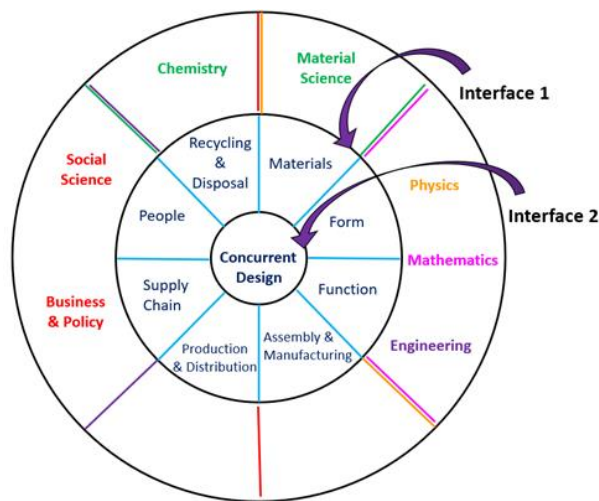 Chemistry
Material
Science
Interface 1
Recycling
&
Disposal
Materials
Social
Science
Physics
People
Form
Interface 2
Concurrent
Design
Mathematics
Supply
Chain
Function
Business
& Policy
Production
& Distribution
Assembly &
Manufacturing
Engineering